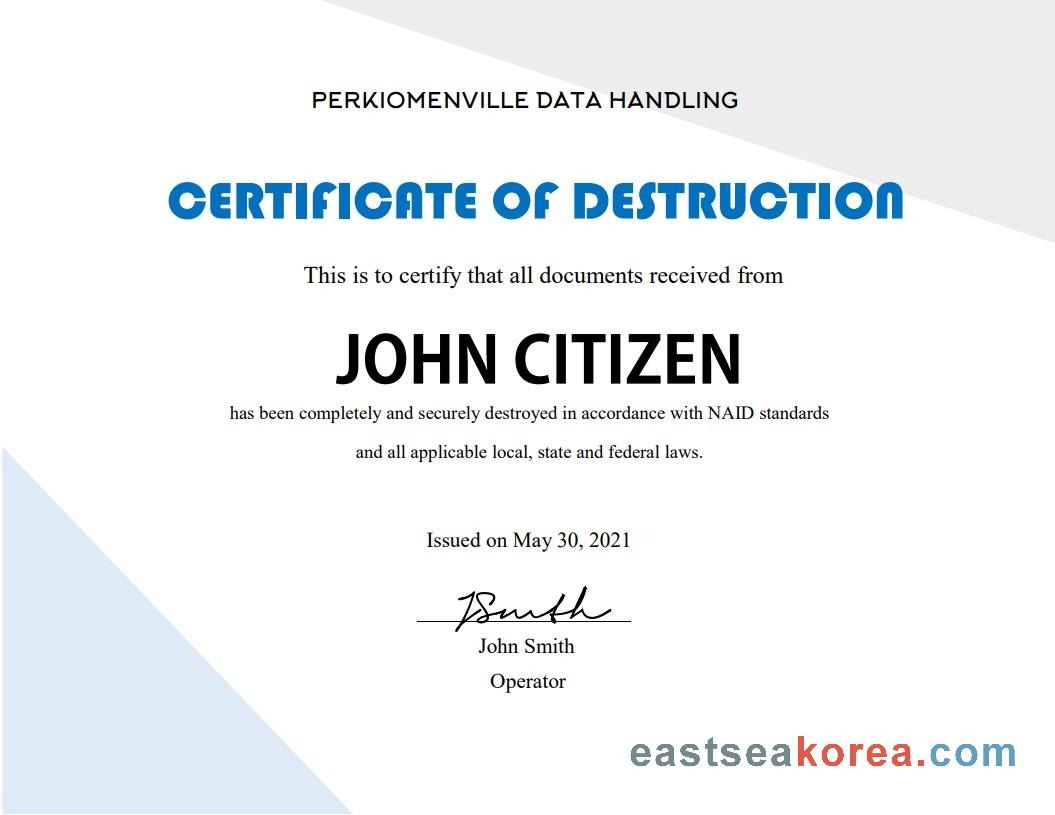 PERKIOMENVILLE DATA HANDLING
CERTIFICATE OF DESTRUCTION
This is to certify that all documents received from
JOHN CITIZEN
has been completely and securely destroyed in accordance with NAID standards
and all applicable local, state and federal laws.
Issued on May 30, 2021
JSmith
John Smith
Operator
eastseakorea.com